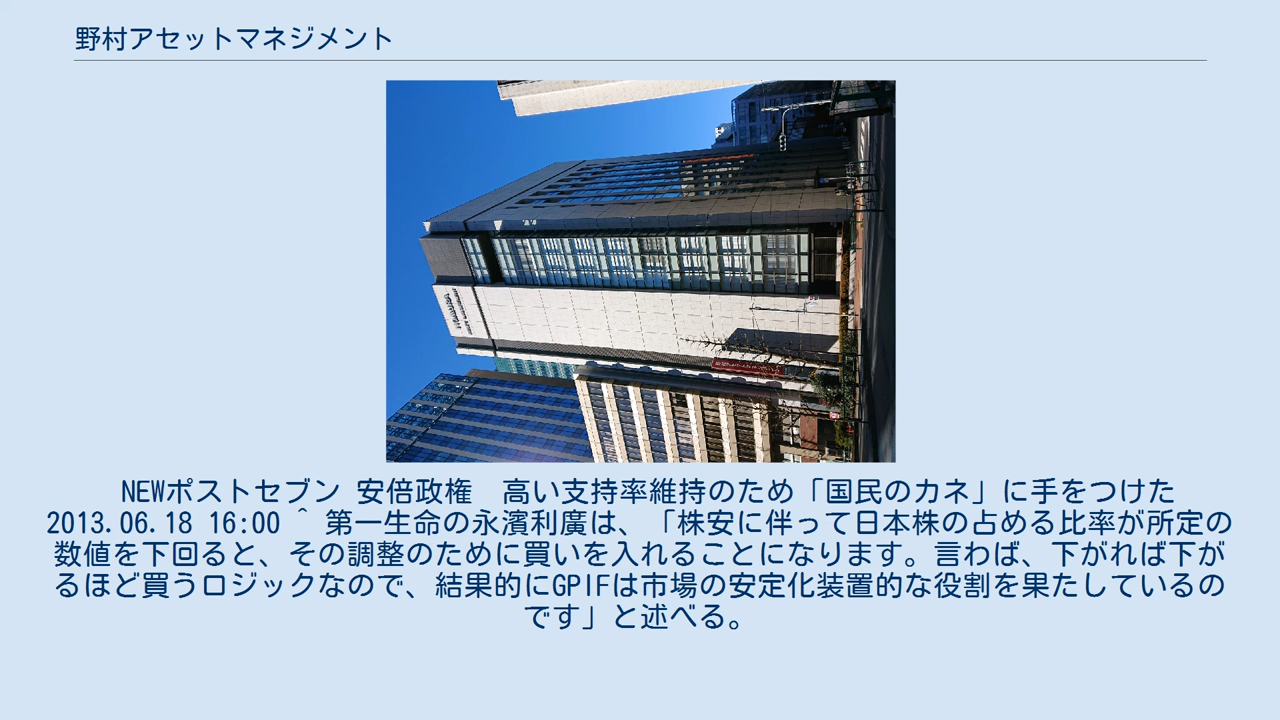 野村アセットマネジメント
NEWポストセブン 安倍政権　高い支持率維持のため「国民のカネ」に手をつけた
2013.06.18 16:00 ^ 第一生命の永濱利廣は、「株安に伴って日本株の占める比率が所定の
数値を下回ると、その調整のために買いを入れることになります。言わば、下がれば下が
るほど買うロジックなので、結果的にGPIFは市場の安定化装置的な役割を果たしているの
です」と述べる。